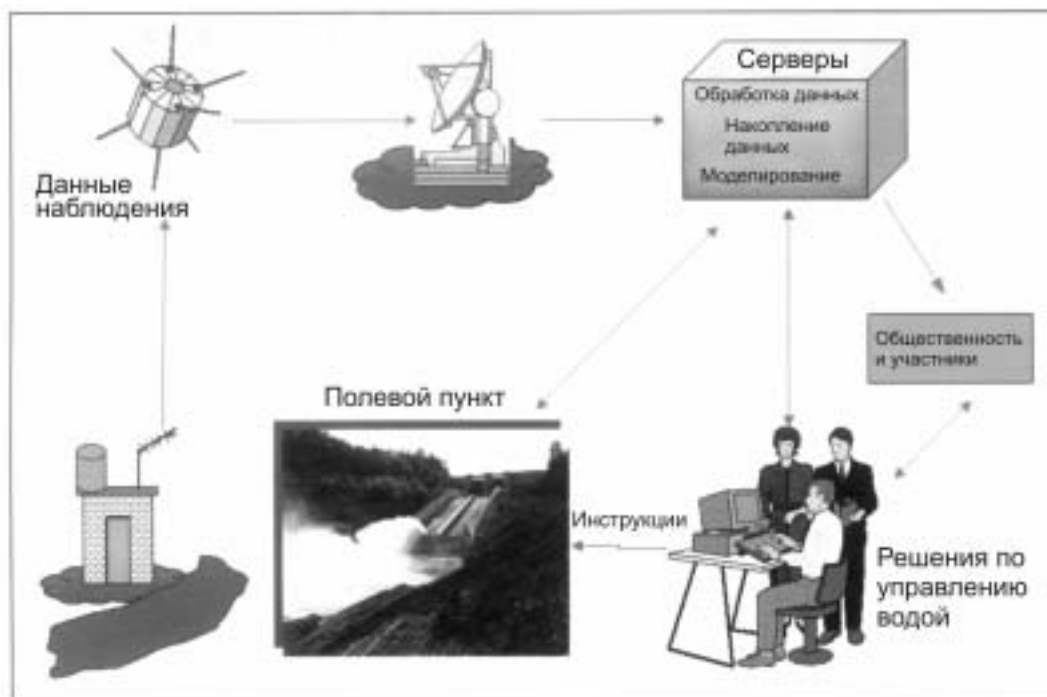 Серверы
Обработка данных
Накопление
данных
Моделирование
Данные
наблюдения
Общественность
и участники
Полевой пункт
Инструкции
Решения по
управлению
водой